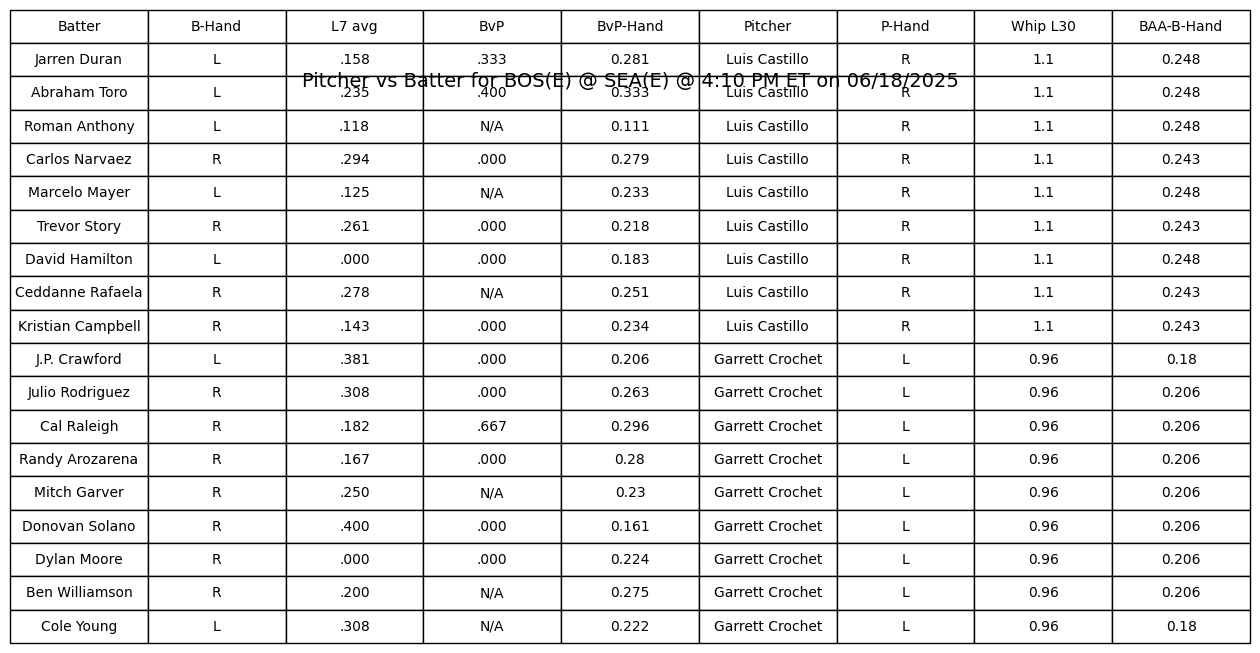 Batter B-Hand L7 avg BvP BvP-Hand Pitcher P-Hand Whip L30 BAA-B-Hand
Jarren Duran L .158 .333 0.281 Luis Castillo R 1.1 0.248
Pitcher vs Batter for BOS(E) @ SEA(E) @ 4:10 PM ET on 06/18/2025
Abraham Toro L .235 .400 0.333 Luis Castillo R 1.1 0.248
Roman Anthony L .118 N/A 0.111 Luis Castillo R 1.1 0.248
Carlos Narvaez R .294 .000 0.279 Luis Castillo R 1.1 0.243
Marcelo Mayer L .125 N/A 0.233 Luis Castillo R 1.1 0.248
Trevor Story R .261 .000 0.218 Luis Castillo R 1.1 0.243
David Hamilton L .000 .000 0.183 Luis Castillo R 1.1 0.248
Ceddanne Rafaela R .278 N/A 0.251 Luis Castillo R 1.1 0.243
Kristian Campbell R .143 .000 0.234 Luis Castillo R 1.1 0.243
J.P. Crawford L .381 .000 0.206 Garrett Crochet L 0.96 0.18
Julio Rodriguez R .308 .000 0.263 Garrett Crochet L 0.96 0.206
Cal Raleigh R .182 .667 0.296 Garrett Crochet L 0.96 0.206
Randy Arozarena R .167 .000 0.28 Garrett Crochet L 0.96 0.206
Mitch Garver R .250 N/A 0.23 Garrett Crochet L 0.96 0.206
Donovan Solano R .400 .000 0.161 Garrett Crochet L 0.96 0.206
Dylan Moore R .000 .000 0.224 Garrett Crochet L 0.96 0.206
Ben Williamson R .200 N/A 0.275 Garrett Crochet L 0.96 0.206
Cole Young L .308 N/A 0.222 Garrett Crochet L 0.96 0.18